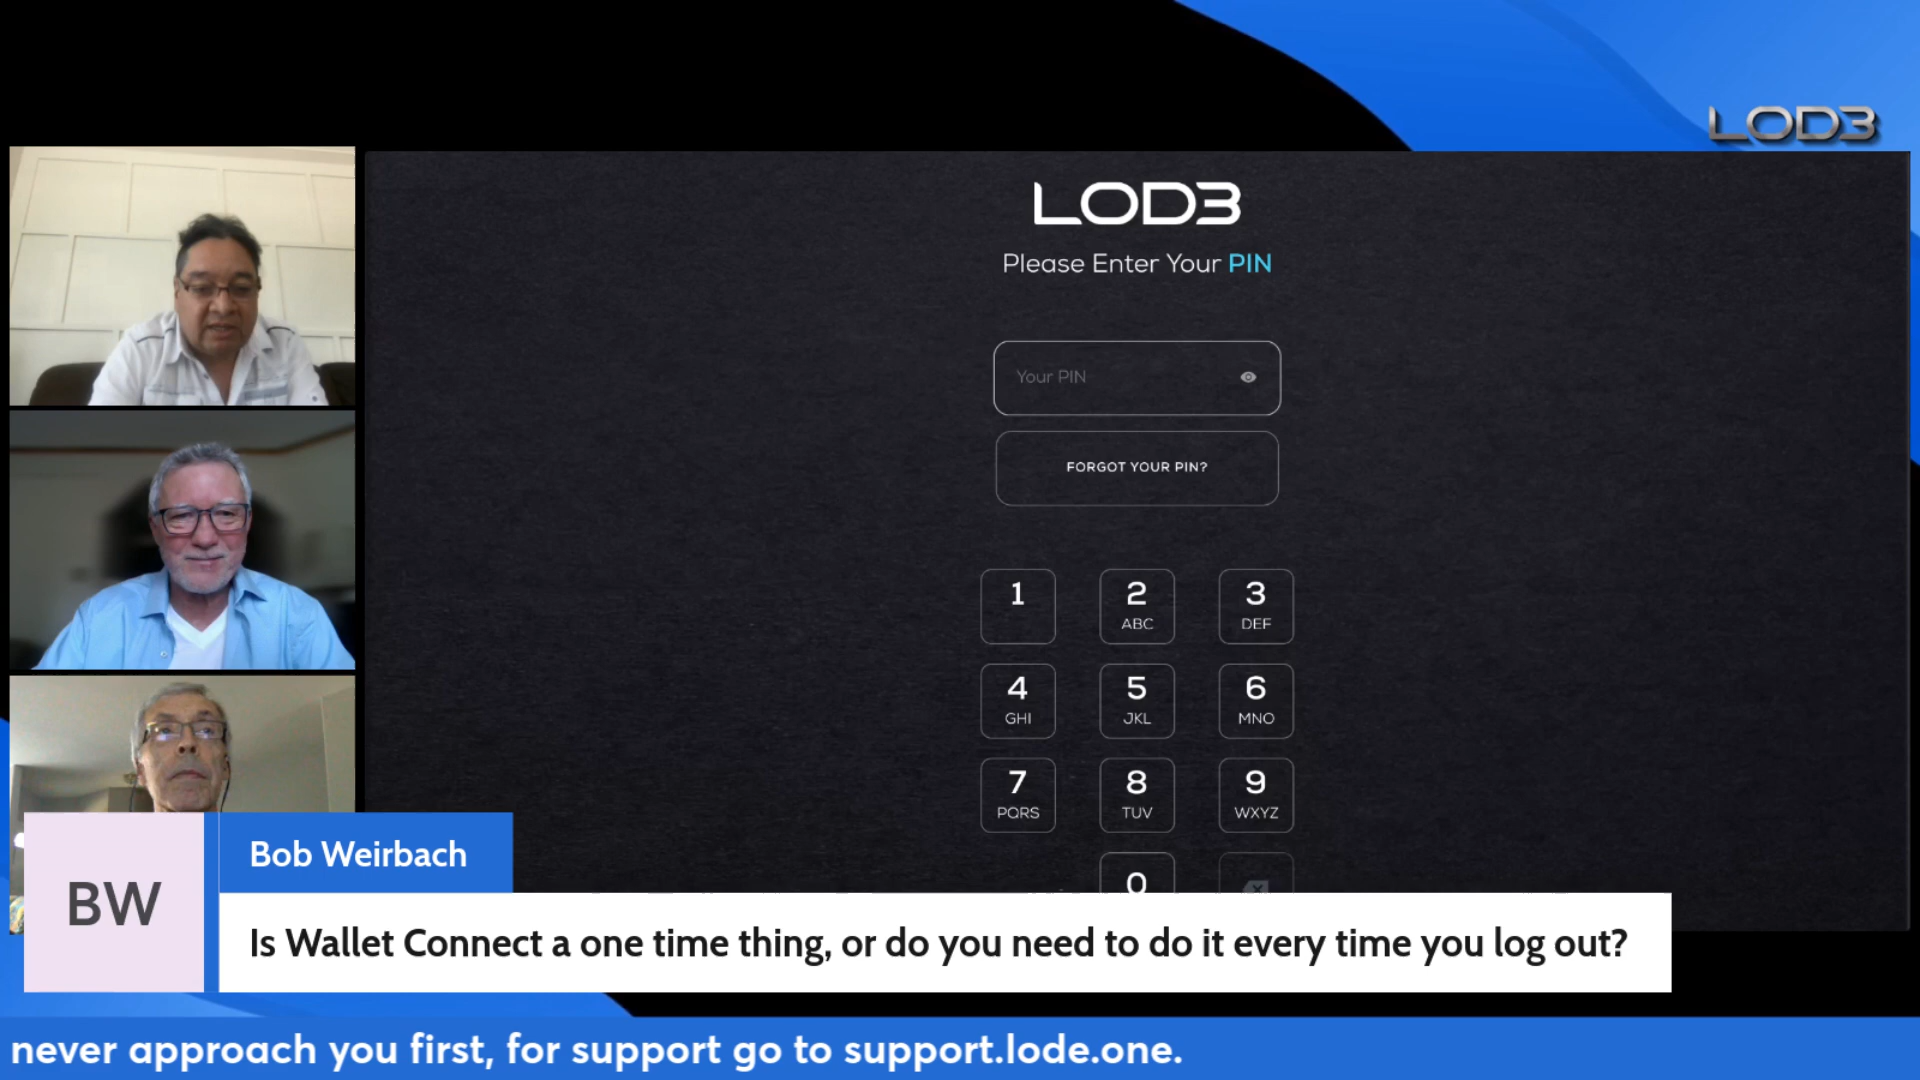 LOD3
LOD3
Please Enter Your PIN
Your PIN
FORGOT YOUR PIN?
1
2
3
ABC
DEF
4
5
6
GHI
JKL
MNO
7
8
9
PQRS
TUV
WXYZ
0
Bob Weirbach
BW
Is Wallet Connect a one time thing, or do you need to do it every time you log out?
never approach you first, for support go to support.lode.one.